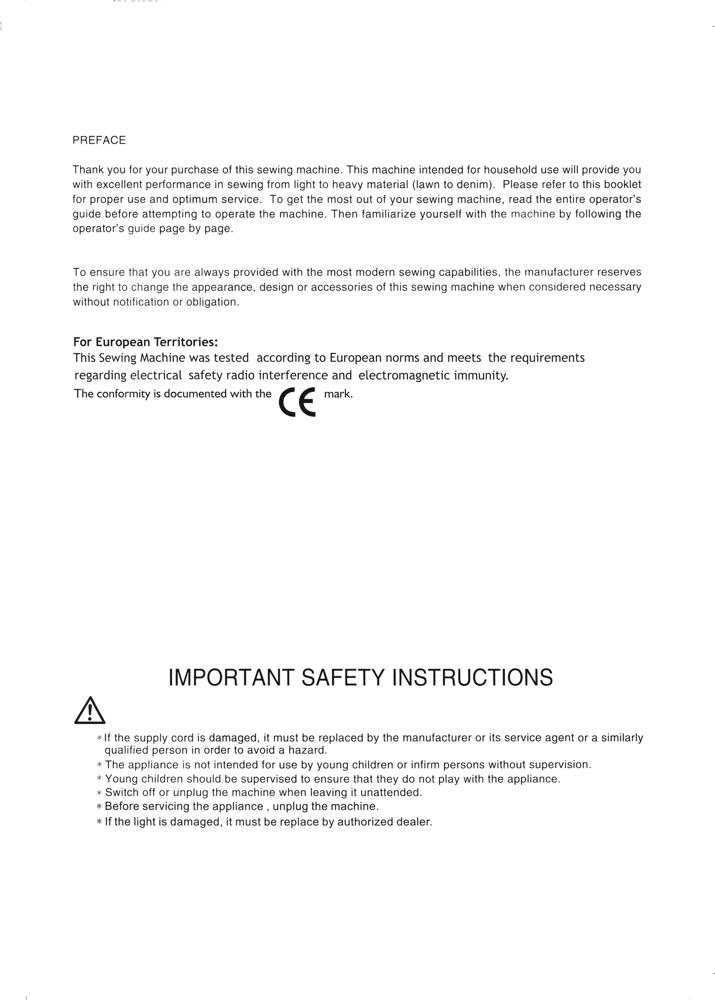 PREFACE
Thank you for your purchase of this sewing machine. This machine intended for household use will provide you
with excellent performance in sewing from light to heavy material (lawn to denim). Please refer to this booklet
for proper use and optimum service. To get the most out of your sewing machine, read the entire operator's
guide before attempting to operate the machine. Then familiarize yourself with the machine by following the
operator's guide page by page.
To ensure that you are always provided with the most modern sewing capabilities, the manufacturer reserves
the right to change the appearance, design or accessories of this sewing machine when considered necessary
without notification or obligation.
For European Territories:
This Sewing Machine was tested according to European norms and meets the requirements
regarding electrical safety radio interference and electromagnetic immunity.
The conformity is documented with the CE mark.
IMPORTANT SAFETY INSTRUCTIONS
* If the supply cord is damaged, it must be replaced by the manufacturer or its service agent or a similarly
qualified person in order to avoid a hazard.
* The appliance is not intended for use by young children or infirm persons without supervision.
* Young children should be supervised to ensure that they do not play with the appliance.
* Switch off or unplug the machine when leaving it unattended.
* Before servicing the appliance , unplug the machine.
* If the light is damaged, it must be replace by authorized dealer.